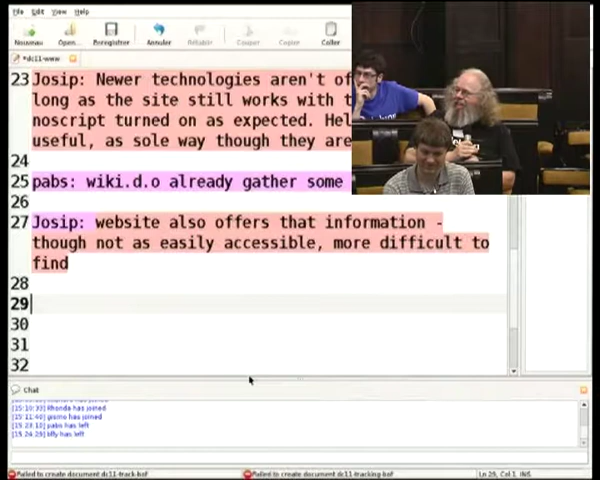 File Edit View Help
Nouveau Open... Enregistrer Annuler Rétablir Couper Copier Coller
*dc11-www
23 Josip: Newer technologies aren't of
long as the site still works with t
noscript turned on as expected. Hel
useful, as sole way though they are
24
25 pabs: wiki.d.o already gather some
26
27 Josip: website also offers that information -
though not as easily accessible, more difficult to
find
28
29
30
31
32
Chat
[15:10:33] Rhonda has joined
[15:11:40] gismo has joined
[15:23:10] pabs has left
has left
Failed to create document dc11-track-bof Failed to create document dc11-tracking-bof Ln 29, Col 1, INS